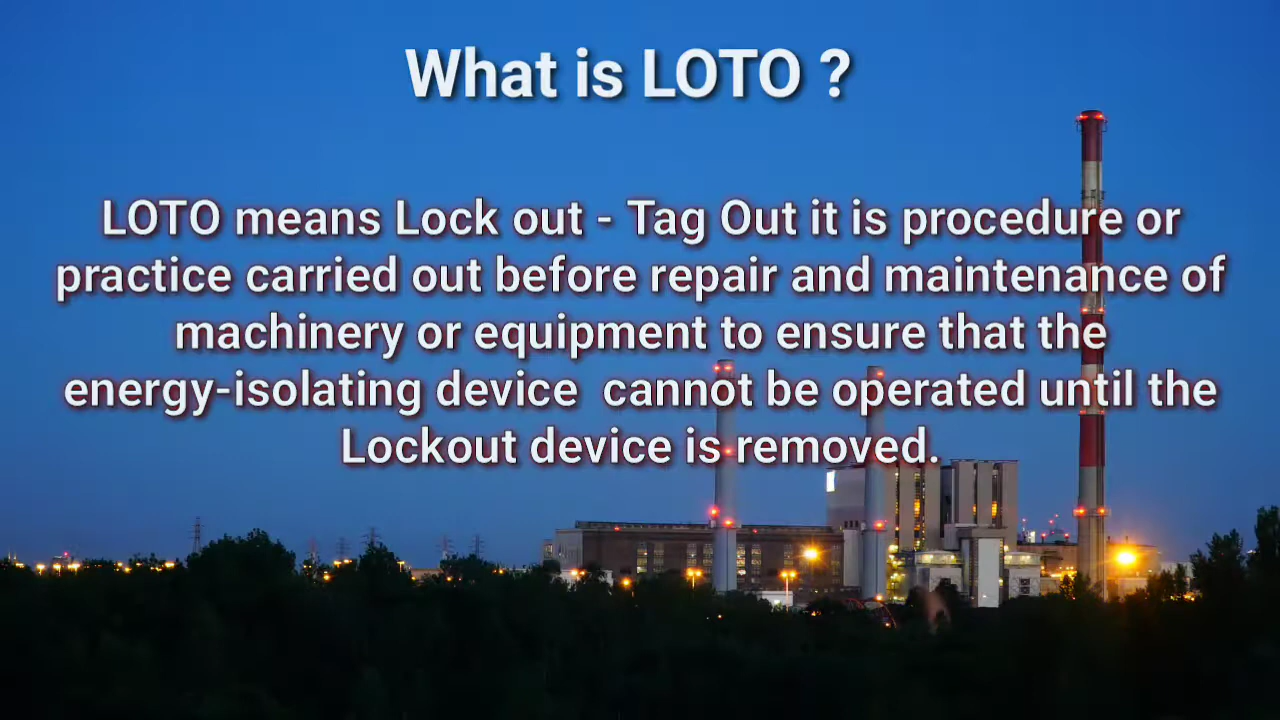 What is LOTO ?
LOTO means Lock out - Tag Out it is procedure or
practice carried out before repair and maintenance of
machinery or equipment to ensure that the
energy-isolating device  cannot be operated until the
Lockout device is removed.